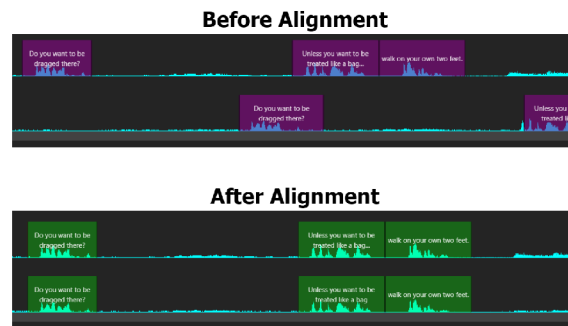 Before Alignment
Do you want to be
dragged there?
Unless you want to be
treated like a bag...
walk on your own two feet.
Do you want to be
dragged there?
Unless you
treated
After Alignment
Do you want to be
dragged there?
Unless you want to be
treated like a bag...
walk on your own two feet.
Do you want to be
dragged there?
Unless you want to be
treated like a bag
walk on your own two feet.